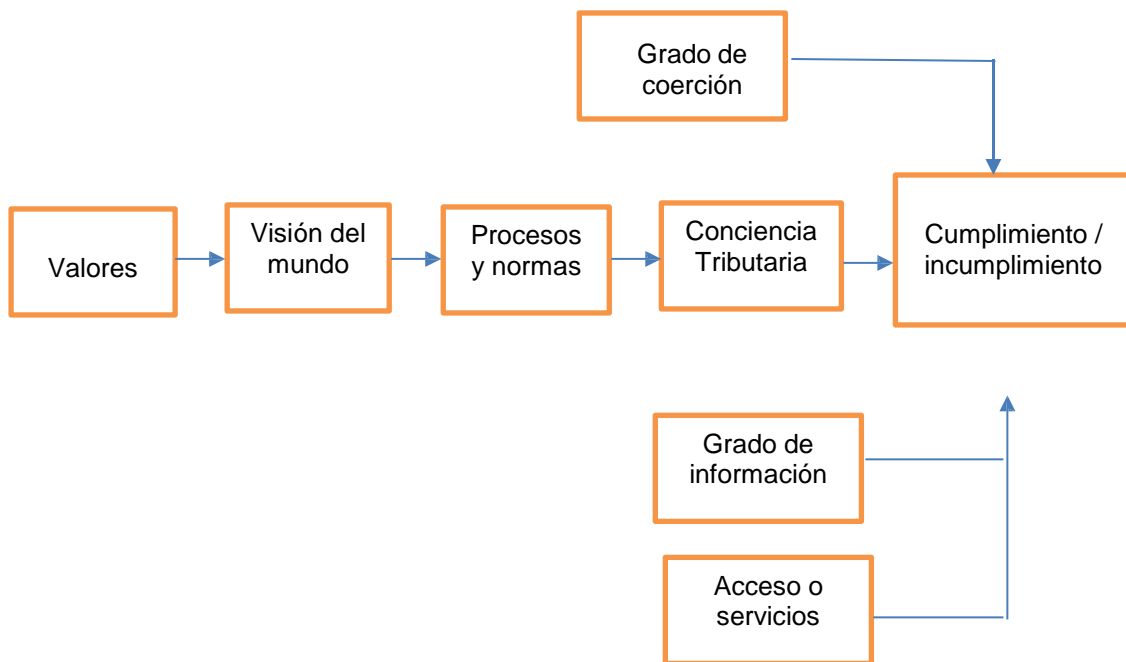 Grado de
coerción
Valores
Visión del
mundo
Procesos
y normas
Conciencia
Tributaria
Cumplimiento /
incumplimiento
Grado de
información
Acceso o
servicios